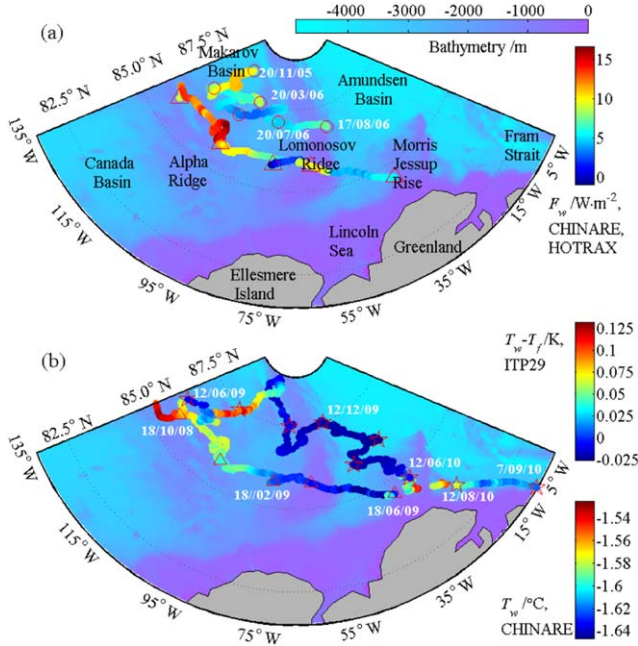 -4000 -3000 -2000 -1000 0
Bathymetry /m
(a)
82.5° N 85.0° N 87.5° N
Makarov
Basin
20/11/05
20/03/06
20/07/06
17/08/06
Amundsen
Basin
Canada
Basin
Alpha
Ridge
Lomonosov
Ridge
Morris
Jessup
Rise
Fram
Strait
Lincoln
Sea
Greenland
Ellesmere
Island
135° W
115° W
95° W
75° W
55° W
35° W
15° W
5° W
15
10
5
0
F_w /W·m-2,
CHINARE,
HOTRAX
(b)
82.5° N 85.0° N 87.5° N
12/06/09
18/10/08
12/12/09
18//02/09
18/06/09
12/06/10
12/08/10
7/09/10
135° W
115° W
95° W
75° W
55° W
35° W
15° W
5° W
T_w-T_f /K,
ITP29
0.125
0.1
0.075
0.05
0.025
0
-0.025
-1.54
-1.56
-1.58
-1.6
-1.62
-1.64
T_w /°C,
CHINARE